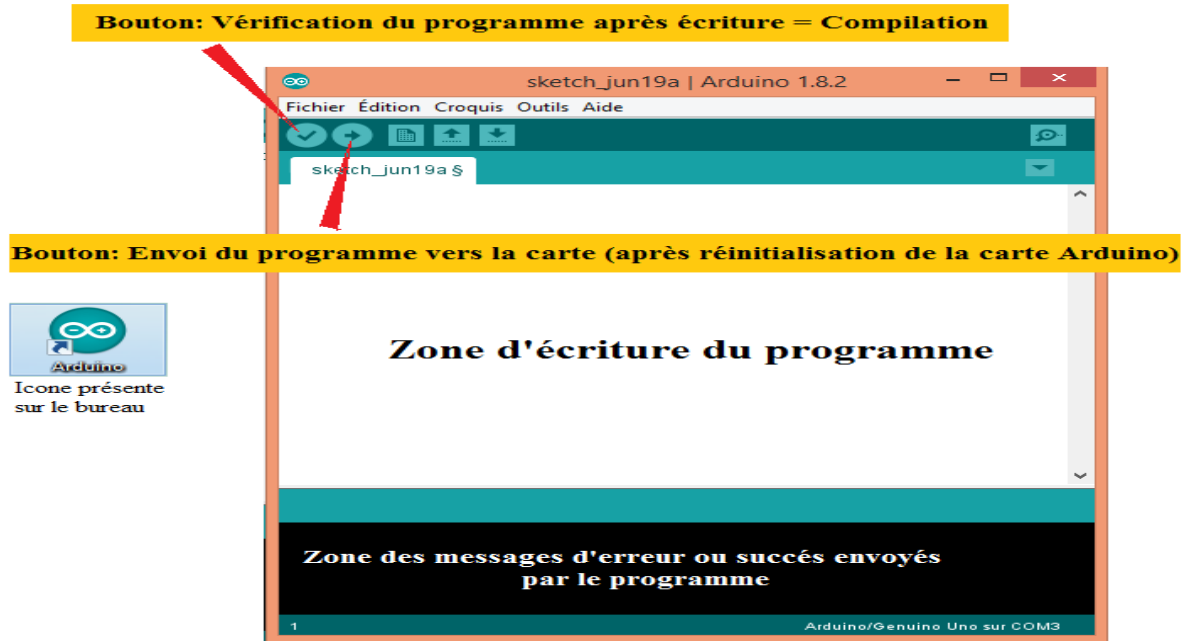 Bouton: Vérification du programme après écriture = Compilation
sketch_jun19a | Arduino 1.8.2
Fichier Édition Croquis Outils Aide
sketch_jun19a §
Bouton: Envoi du programme vers la carte (après réinitialisation de la carte Arduino)
Zone d'écriture du programme
Arduino
Icone présente
sur le bureau
Zone des messages d'erreur ou succés envoyés
par le programme
1 Arduino/Genuino Uno sur COM3